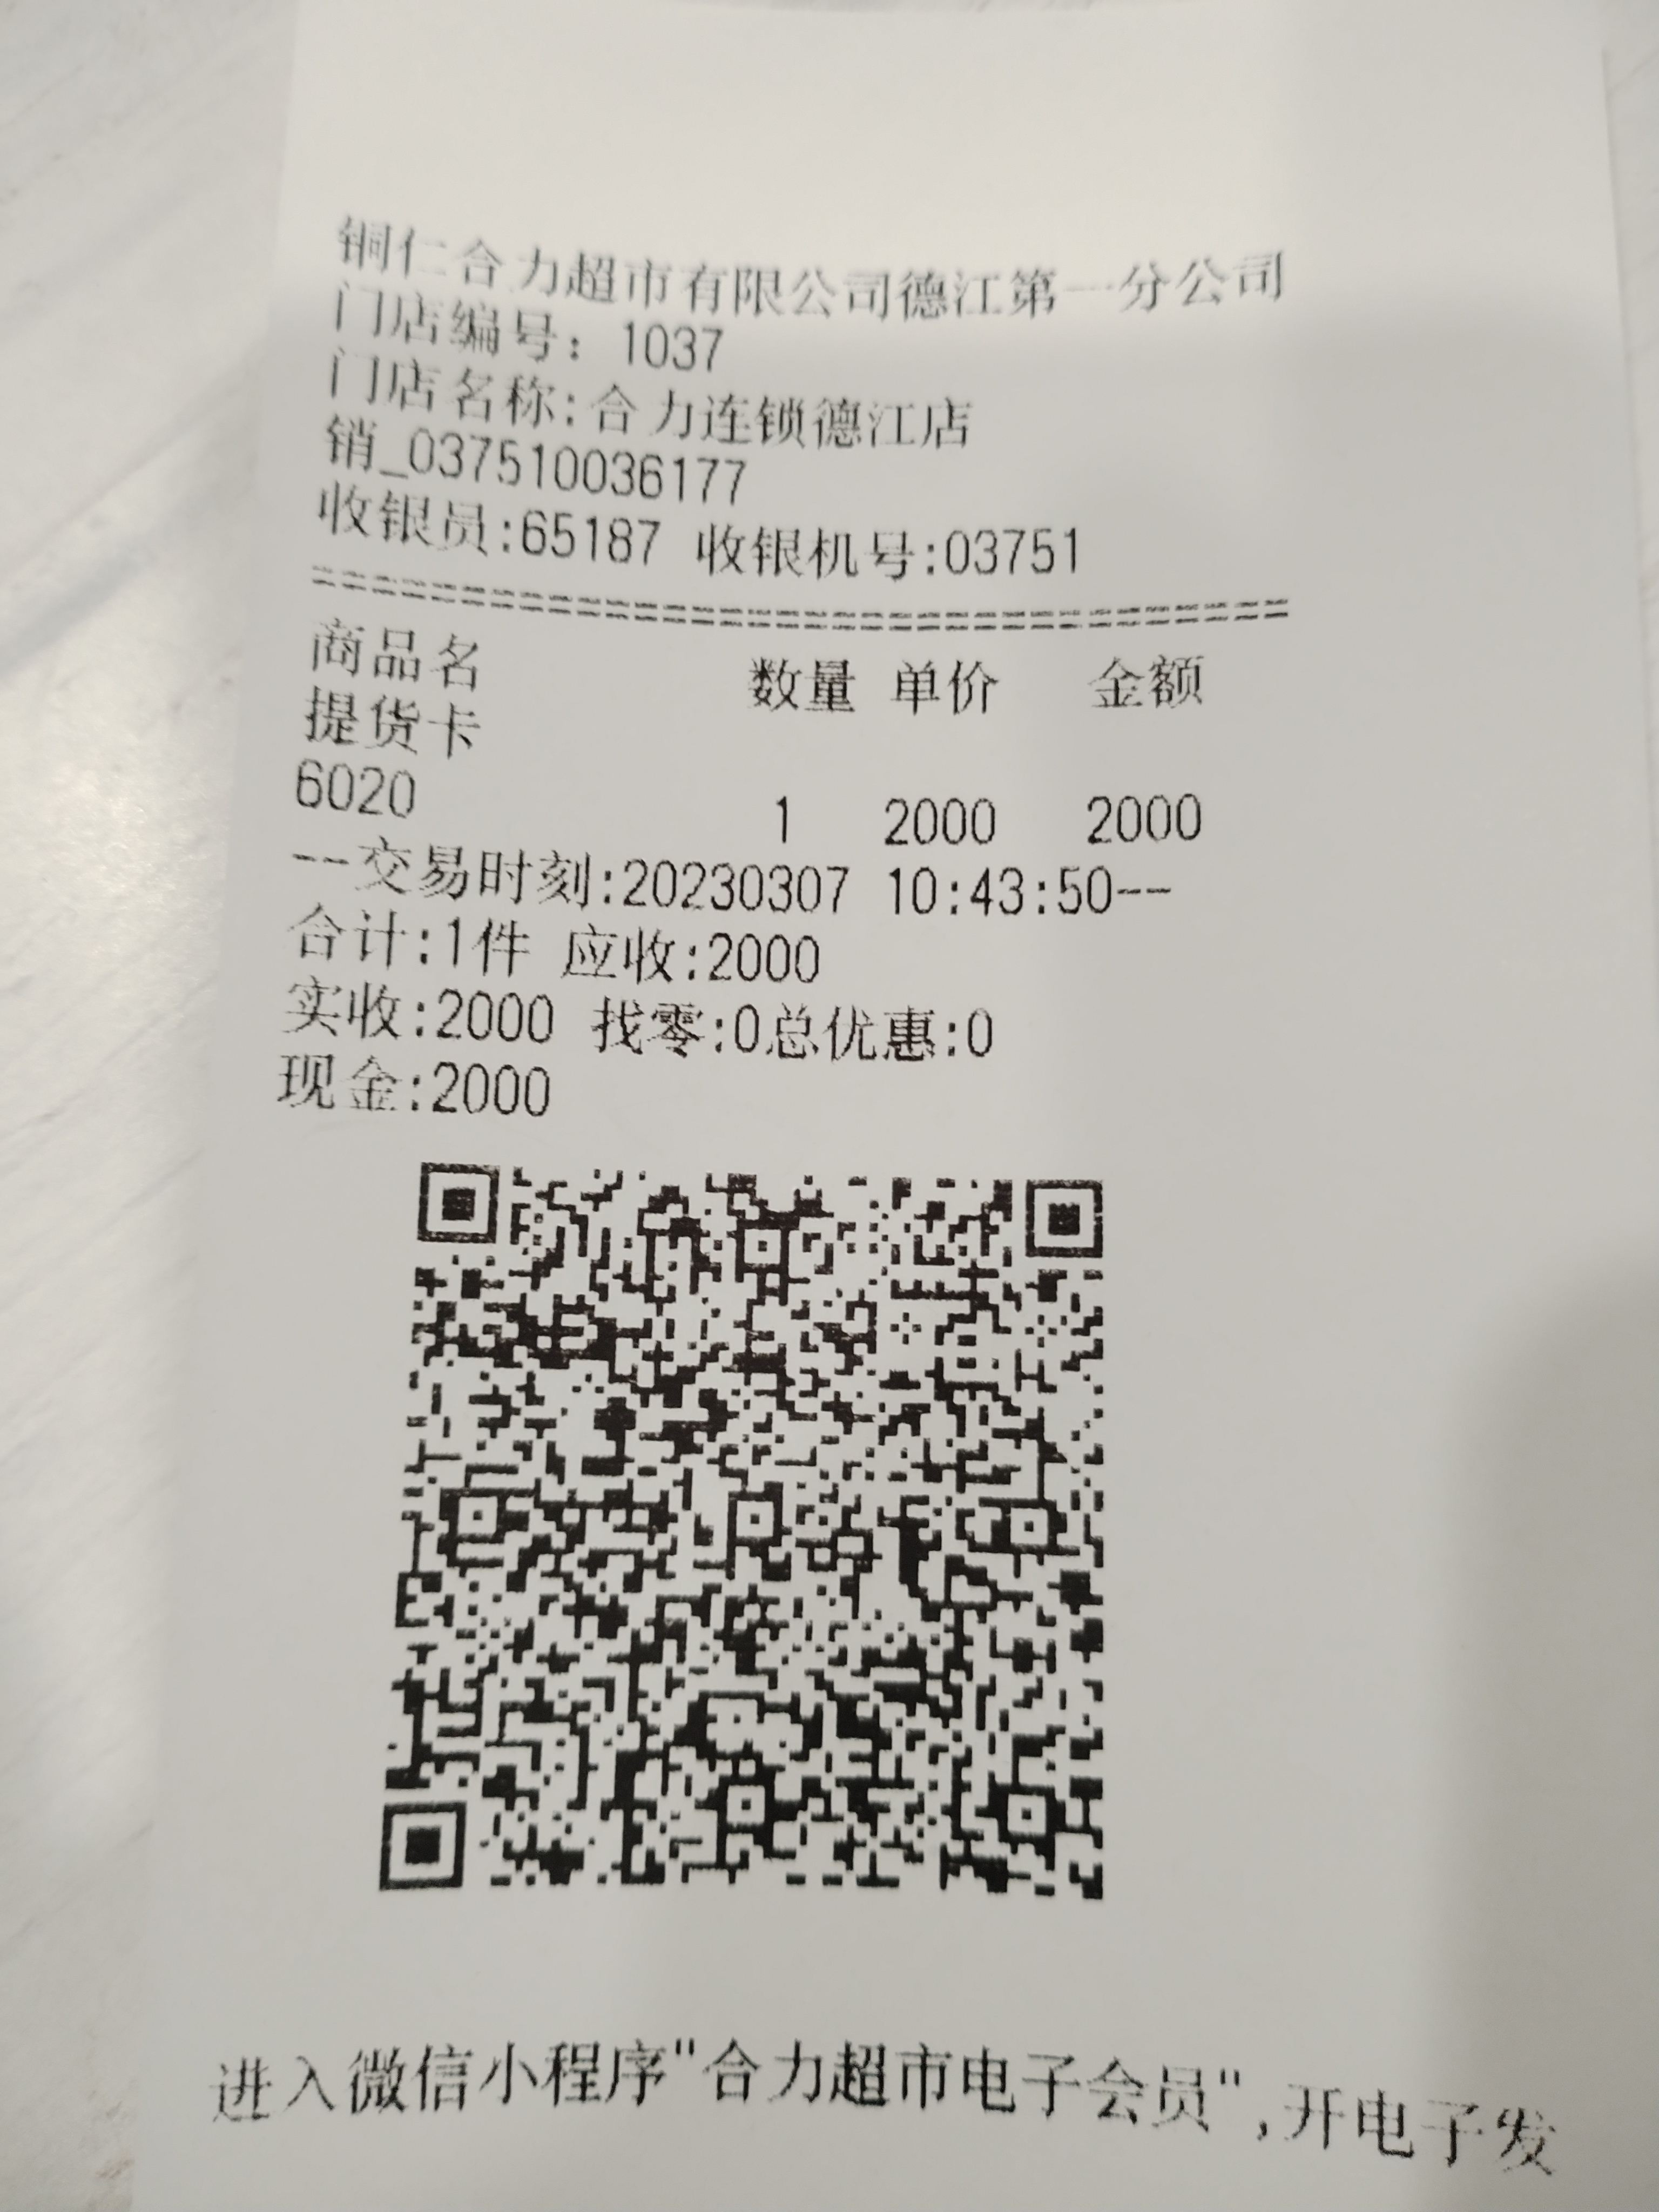 铜仁合力超市有限公司德江第一分公司
门店编号：1037
门店名称:合力连锁德江店
销_037510036177
收银员:65187 收银机号:03751
商品名 数量 单价 金额
提货卡
6020 1 2000 2000
--交易时刻:20230307 10:43:50--
合计:1件 应收:2000
实收:2000 找零:0总优惠:0
现金:2000
进入微信小程序"合力超市电子会员",开电子发